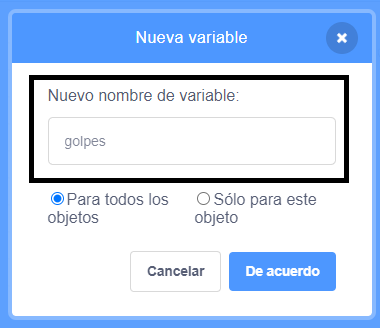 Nueva variable
Nuevo nombre de variable:
golpes
Para todos los
objetos
Sólo para este
objeto
Cancelar
De acuerdo